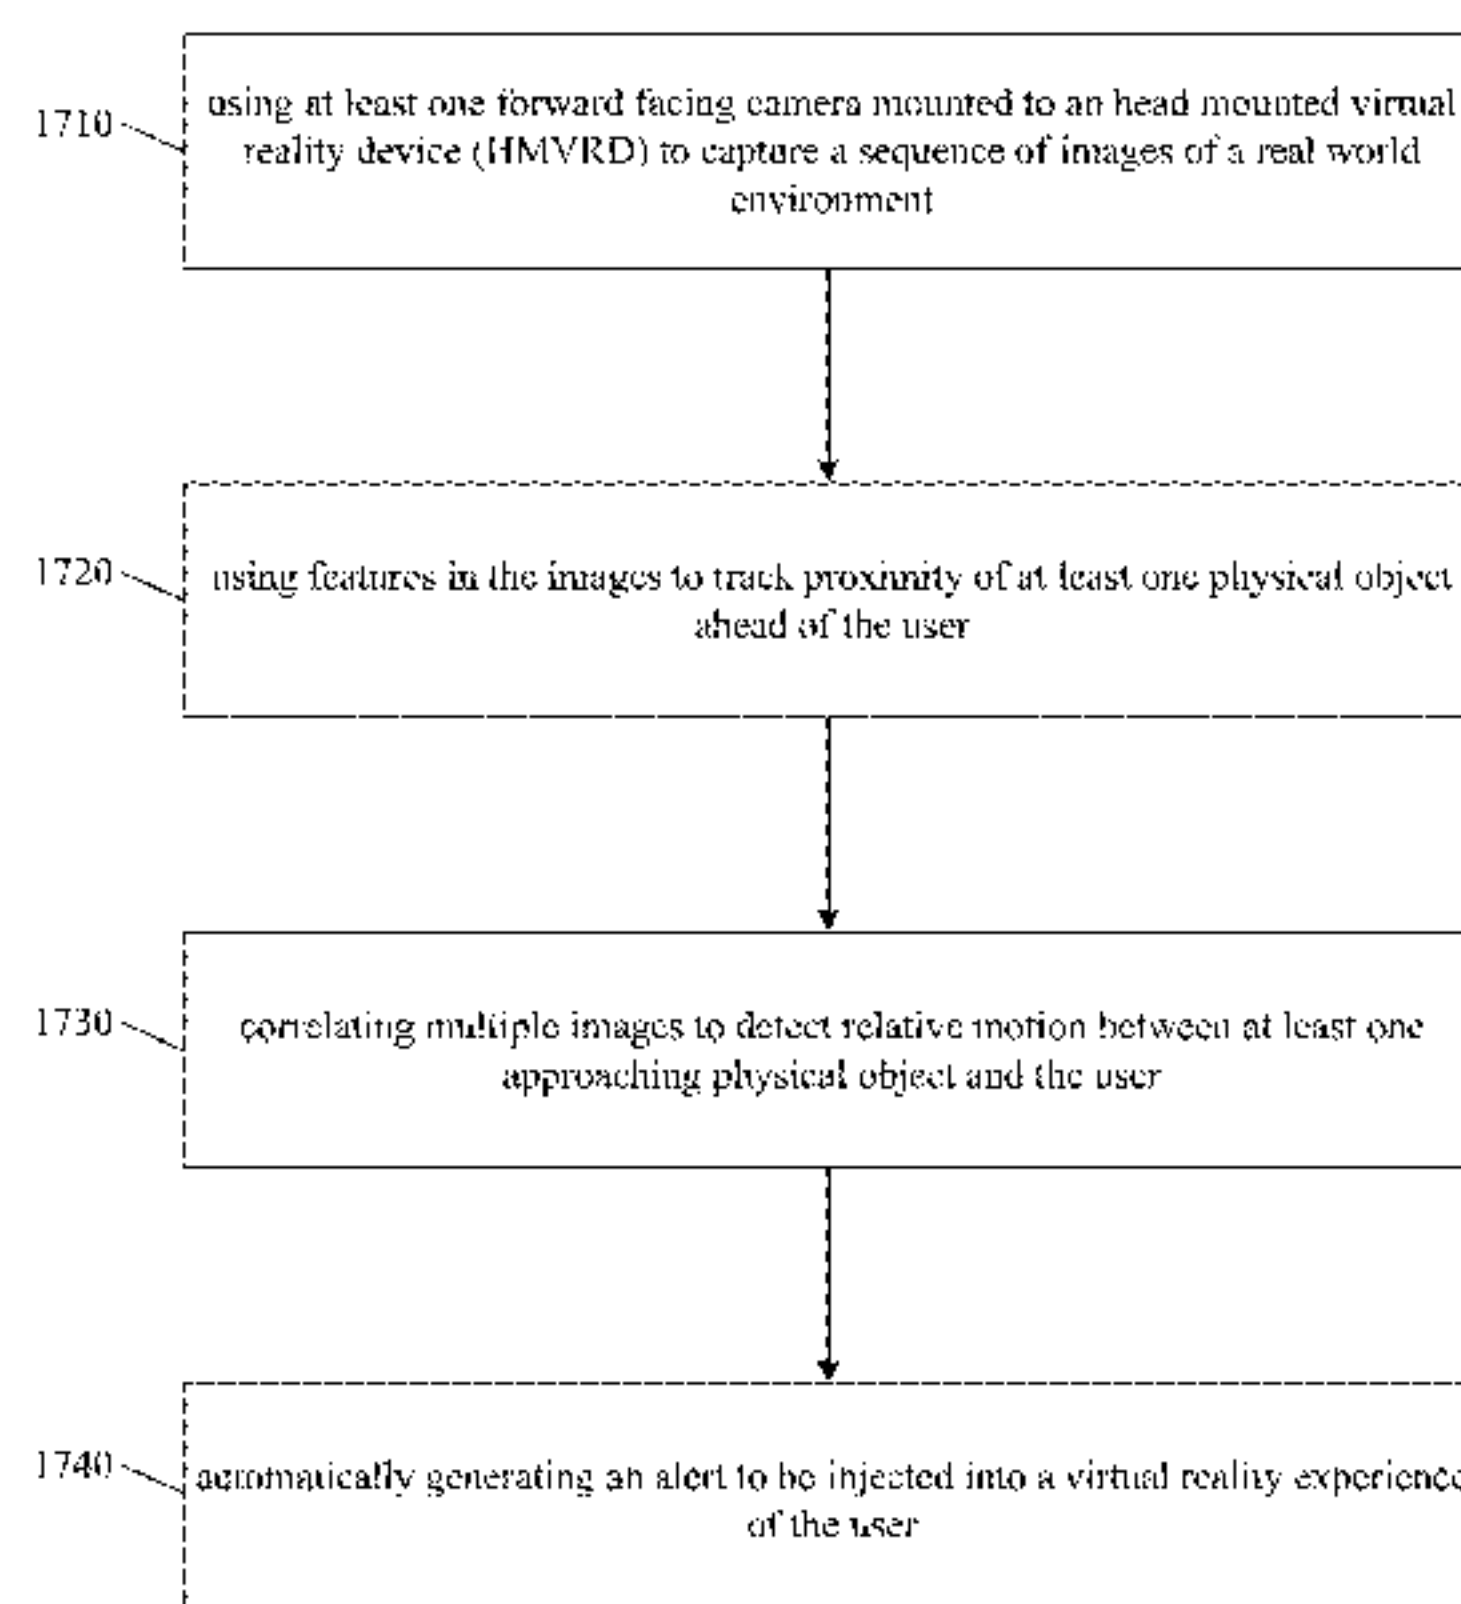 1710
using at least one forward facing camera mounted to an head mounted virtual
reality device (HMVRD) to capture a sequence of images of a real world
environment
1720
using features in the images to track proximity of at least one physical object
ahead of the user
1730
correlating multiple images to detect relative motion between at least one
approaching physical object and the user
1740
automatically generating an alert to be injected into a virtual reality experience
of the user